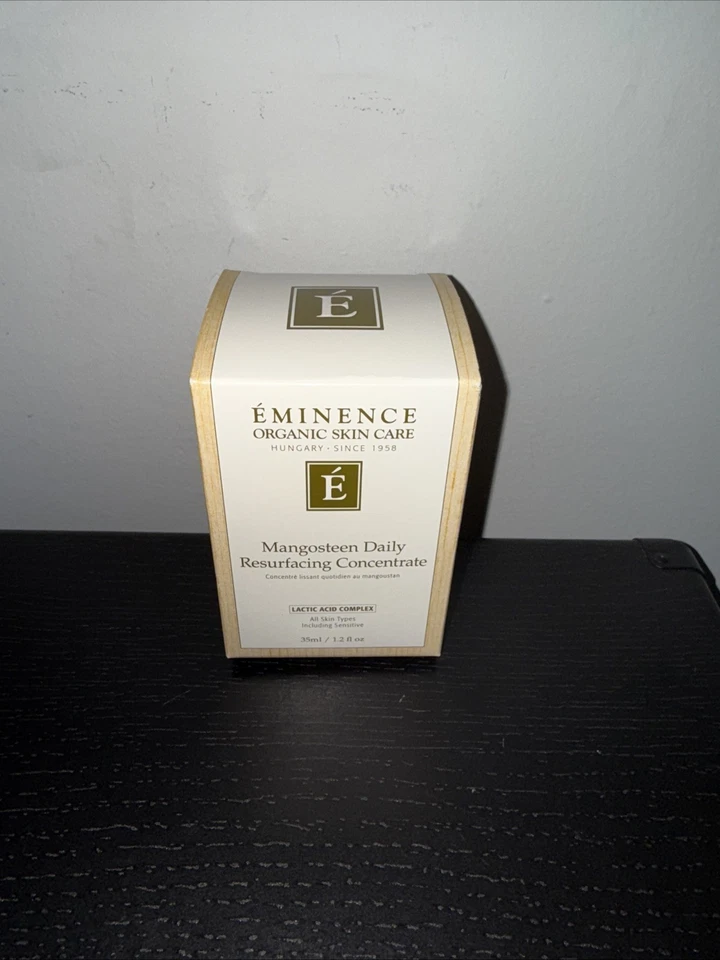 É
ÉMINENCE
ORGANIC SKIN CARE
HUNGARY · SINCE 1958
É
Mangosteen Daily
Resurfacing Concentrate
Concentré lissant quotidien au mangoustan
LACTIC ACID COMPLEX
All Skin Types
Including Sensitive
35ml / 1.2 fl oz